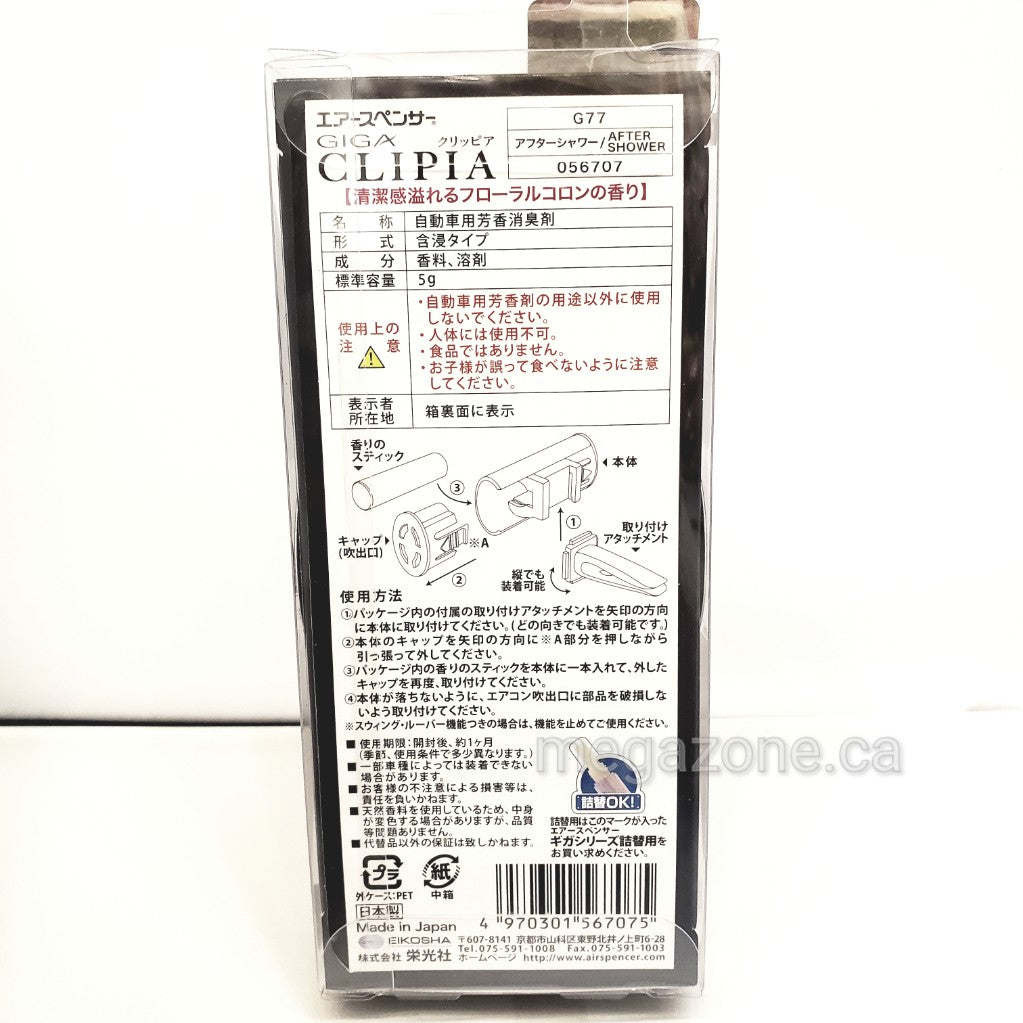 エアースペンサー®
GIGA クリッピア
CLIPIA
G77
アフターシャワー/AFTER SHOWER
056707
【清潔感溢れるフローラルコロンの香り】
名 称 自動車用芳香消臭剤
形 式 含浸タイプ
成 分 香料、溶剤
標準容量 5g
使用上の
注 意
・自動車用芳香剤の用途以外に使用
しないでください。
・人体には使用不可。
・食品ではありません。
・お子様が誤って食べないように注意
してください。
表示者
所在地
箱裏面に表示
香りの
スティック
本体
③
①
取り付け
アタッチメント
キャップ
(吹出口)
※A
②
縦でも
装着可能
使用方法
①パッケージ内の付属の取り付けアタッチメントを矢印の方向
に本体に取り付けてください。(どの向きでも装着可能です。)
②本体のキャップを矢印の方向に※A部分を押しながら
引っ張って外してください。
③パッケージ内の香りのスティックを本体に一本入れて、外した
キャップを再度、取り付けてください。
④本体が落ちないように、エアコン吹出口に部品を破損しな
いよう取り付けてください。
※スウィング・ルーバー機能つきの場合は、機能を止めてご使用ください。
■使用期限:開封後、約1ヶ月
(季節、使用条件で多少異なります。)
■一部車種によっては装着できない
場合があります。
■お客様の不注意による損害等は、
責任を負いかねます。
■天然香料を使用しているため、中身
が変色する場合がありますが、品質
等問題ありません。
■代替品以外の保証は致しかねます。
megazone.ca
詰替OK!
詰替用はこのマークが入った
エアースペンサー
ギガシリーズ詰替用を
お買い求めください。
プラ
紙
外ケース:PET 中箱
日本製
Made in Japan
4 970301 567075
EIKOSHA 〒607-8141 京都市山科区東野北井ノ上町6-28
Tel.075-591-1008 Fax.075-591-1003
株式会社 栄光社 ホームページ http://www.airspencer.com